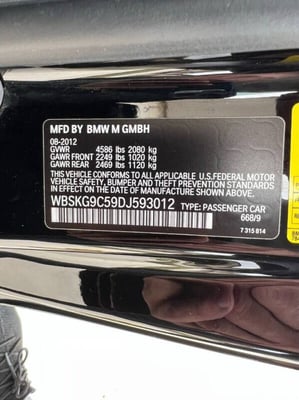 MFD BY BMW M GMBH
08-2012
GVWR 4586 lbs 2080 kg
GAWR FRONT 2249 lbs 1020 kg
GAWR REAR 2469 lbs 1120 kg
THIS VEHICLE CONFORMS TO ALL
APPLICABLE U.S.FEDERAL MOTOR
VEHICLE SAFETY, BUMPER, AND THEFT
PREVENTION STANDARDS IN EFFECT ON
THE DATE OF MANUFACTURE SHOWN ABOVE.
WBSKG9C59DJ593012 TYPE: PASSENGER CAR
668/9
7 315 814